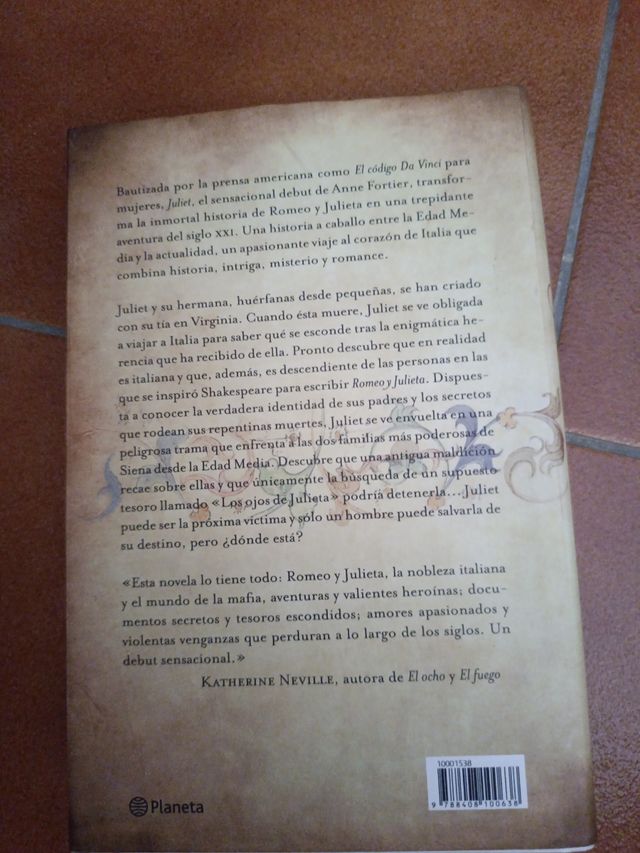 Bautizada por la prensa americana como El código Da Vinci para
mujeres, Juliet, el sensacional debut de Anne Fortier, transfor-
ma la inmortal historia de Romeo y Julieta en una trepidante
aventura del siglo XXI. Una historia a caballo entre la Edad Me-
dia y la actualidad, un apasionante viaje al corazón de Italia que
combina historia, intriga, misterio y romance.
Juliet y su hermana, huérfanas desde pequeñas, se han criado
con su tía en Virginia. Cuando ésta muere, Juliet se ve obligada
a viajar a Italia para saber qué se esconde tras la enigmática he-
rencia que ha recibido de ella. Pronto descubre que en realidad
es italiana y que, además, es descendiente de las personas en las
que se inspiró Shakespeare para escribir Romeo y Julieta. Dispues-
ta a conocer la verdadera identidad de sus padres y los secretos
que rodean sus repentinas muertes, Juliet se ve envuelta en una
peligrosa trama que enfrenta a las dos familias más poderosas de
Siena desde la Edad Media. Descubre que una antigua maldición
recae sobre ellas y que únicamente la búsqueda de un supuesto
tesoro llamado «Los ojos de Julieta» podría detenerla... Juliet
puede ser la próxima víctima y sólo un hombre puede salvarla de
su destino, pero ¿dónde está?
«Esta novela lo tiene todo: Romeo y Julieta, la nobleza italiana
y el mundo de la mafia, aventuras y valientes heroínas; docu-
mentos secretos y tesoros escondidos; amores apasionados y
violentas venganzas que perduran a lo largo de los siglos. Un
debut sensacional.»
KATHERINE NEVILLE, autora de El ocho y El fuego
10001538
9 788408 100638
Planeta